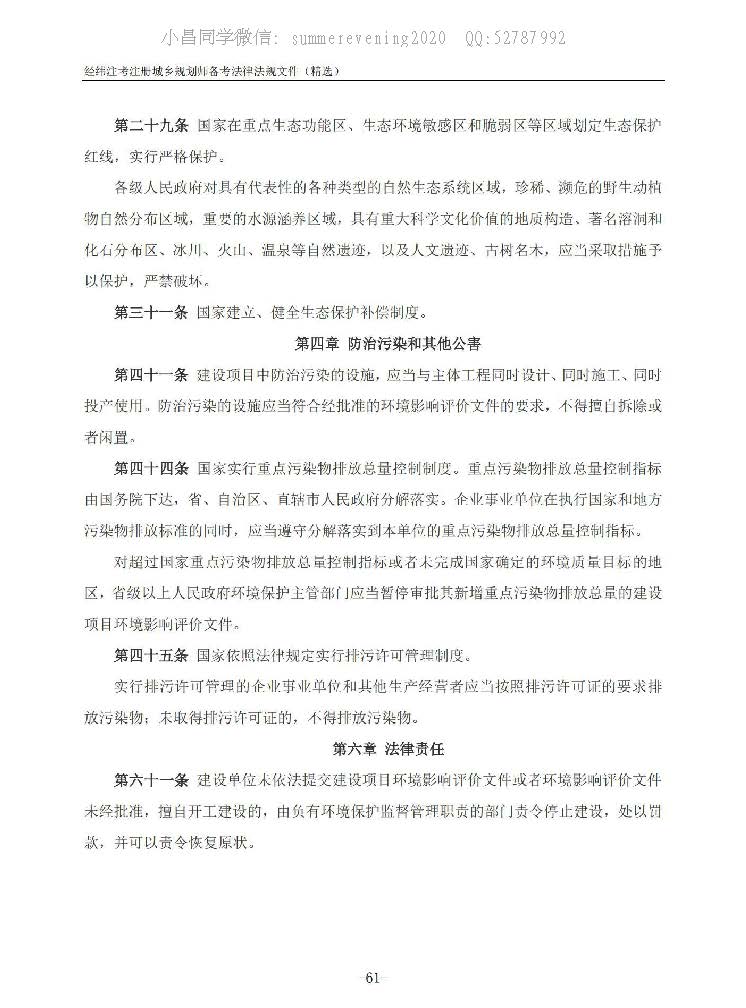 小昌同学微信: summerevening2020 QQ:52787992
经纬注考注册城乡规划师备考法律法规文件（精选）
第二十九条 国家在重点生态功能区、生态环境敏感区和脆弱区等区域划定生态保护
红线，实行严格保护。
各级人民政府对具有代表性的各种类型的自然生态系统区域，珍稀、濒危的野生动植
物自然分布区域，重要的水源涵养区域，具有重大科学文化价值的地质构造、著名溶洞和
化石分布区、冰川、火山、温泉等自然遗迹，以及人文遗迹、古树名木，应当采取措施予
以保护，严禁破坏。
第三十一条 国家建立、健全生态保护补偿制度。
第四章 防治污染和其他公害
第四十一条 建设项目中防治污染的设施，应当与主体工程同时设计、同时施工、同时
投产使用。防治污染的设施应当符合经批准的环境影响评价文件的要求，不得擅自拆除或
者闲置。
第四十四条 国家实行重点污染物排放总量控制制度。重点污染物排放总量控制指标
由国务院下达，省、自治区、直辖市人民政府分解落实。企业事业单位在执行国家和地方
污染物排放标准的同时，应当遵守分解落实到本单位的重点污染物排放总量控制指标。
对超过国家重点污染物排放总量控制指标或者未完成国家确定的环境质量目标的地
区，省级以上人民政府环境保护主管部门应当暂停审批其新增重点污染物排放总量的建设
项目环境影响评价文件。
第四十五条 国家依照法律规定实行排污许可管理制度。
实行排污许可管理的企业事业单位和其他生产经营者应当按照排污许可证的要求排
放污染物；未取得排污许可证的，不得排放污染物。
第六章 法律责任
第六十一条 建设单位未依法提交建设项目环境影响评价文件或者环境影响评价文件
未经批准，擅自开工建设的，由负有环境保护监督管理职责的部门责令停止建设，处以罚
款，并可以责令恢复原状。
-61-